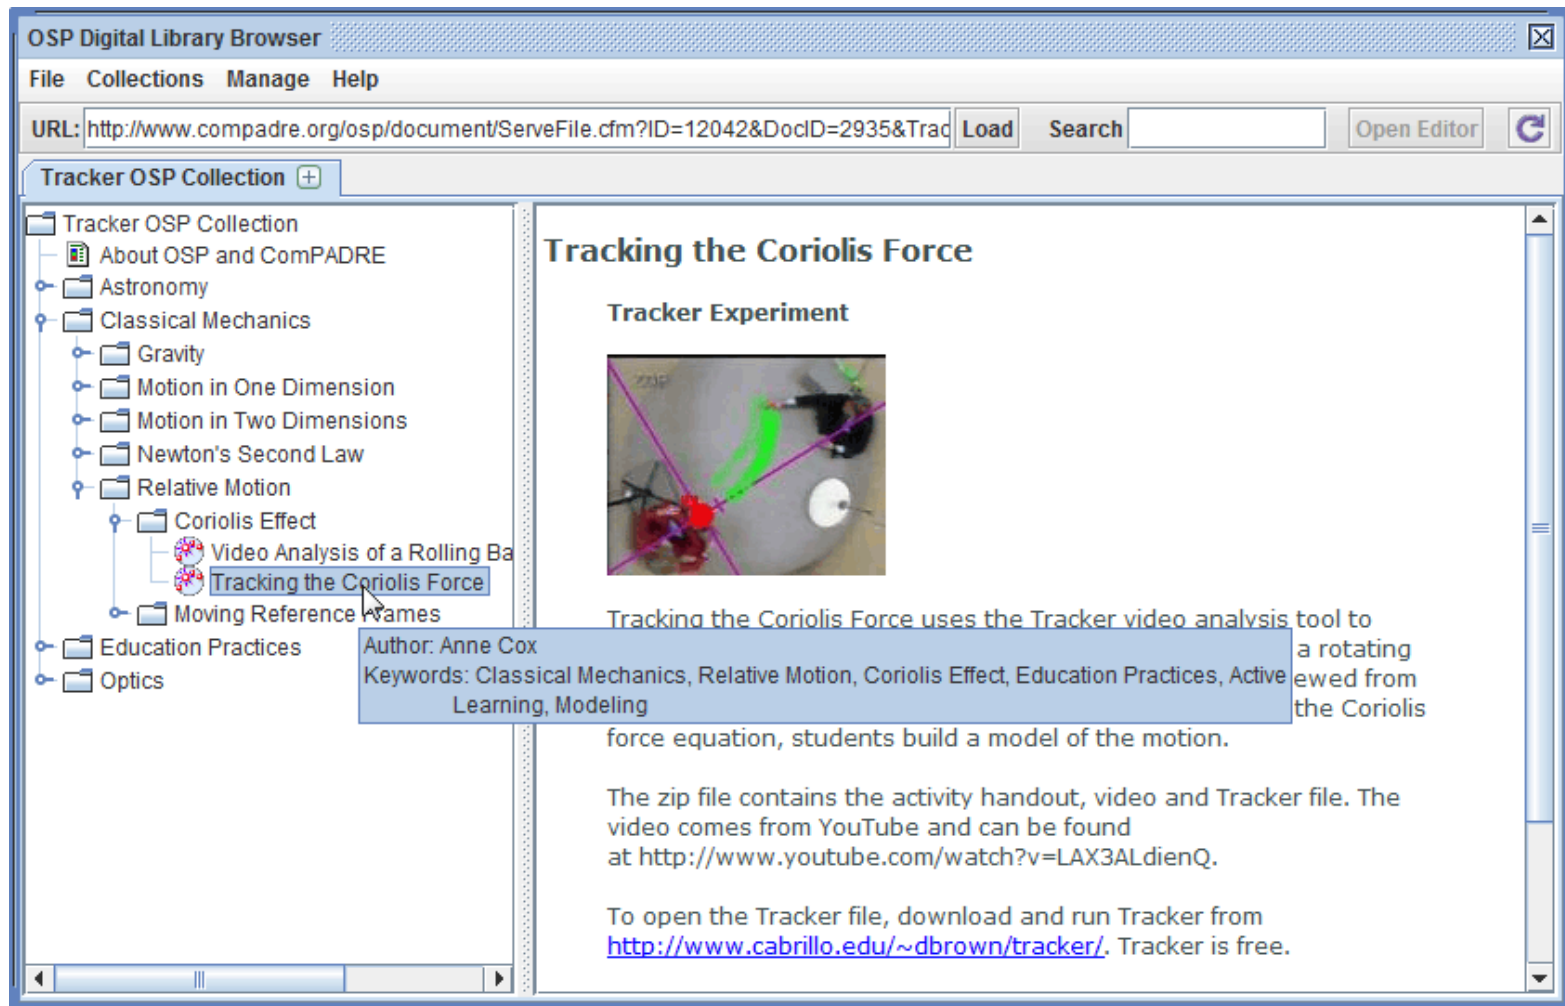 OSP Digital Library Browser
File Collections Manage Help
URL: http://www.compadre.org/osp/document/ServeFile.cfm?ID=12042&DocID=2935&Trac Load Search Open Editor
Tracker OSP Collection
Tracker OSP Collection
About OSP and ComPADRE
Astronomy
Classical Mechanics
Gravity
Motion in One Dimension
Motion in Two Dimensions
Newton's Second Law
Relative Motion
Coriolis Effect
Video Analysis of a Rolling Ba
Tracking the Coriolis Force
Moving Reference Frames
Education Practices
Optics
Author: Anne Cox
Keywords: Classical Mechanics, Relative Motion, Coriolis Effect, Education Practices, Active
Learning, Modeling
Tracking the Coriolis Force
Tracker Experiment
Tracking the Coriolis Force uses the Tracker video analysis tool to
a rotating
ewed from
the Coriolis
force equation, students build a model of the motion.
The zip file contains the activity handout, video and Tracker file. The
video comes from YouTube and can be found
at http://www.youtube.com/watch?v=LAX3ALdienQ.
To open the Tracker file, download and run Tracker from
http://www.cabrillo.edu/~dbrown/tracker/. Tracker is free.